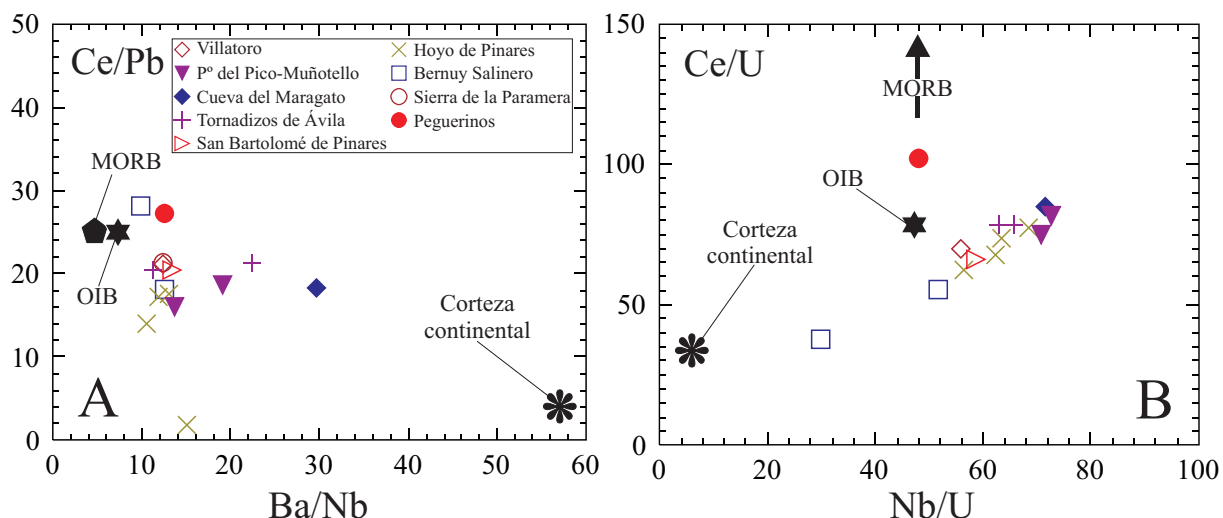 50
40
30
20
10
0
Ce/Pb
Villatoro
Pº del Pico-Muñotello
Cueva del Maragato
Tornadizos de Ávila
San Bartolomé de Pinares
Hoyo de Pinares
Bernuy Salinero
Sierra de la Paramera
Peguerinos
MORB
OIB
Corteza
continental
A
0
10
20
30
40
50
60
Ba/Nb
150
100
50
0
Ce/U
MORB
OIB
Corteza
continental
B
0
20
40
60
80
100
Nb/U